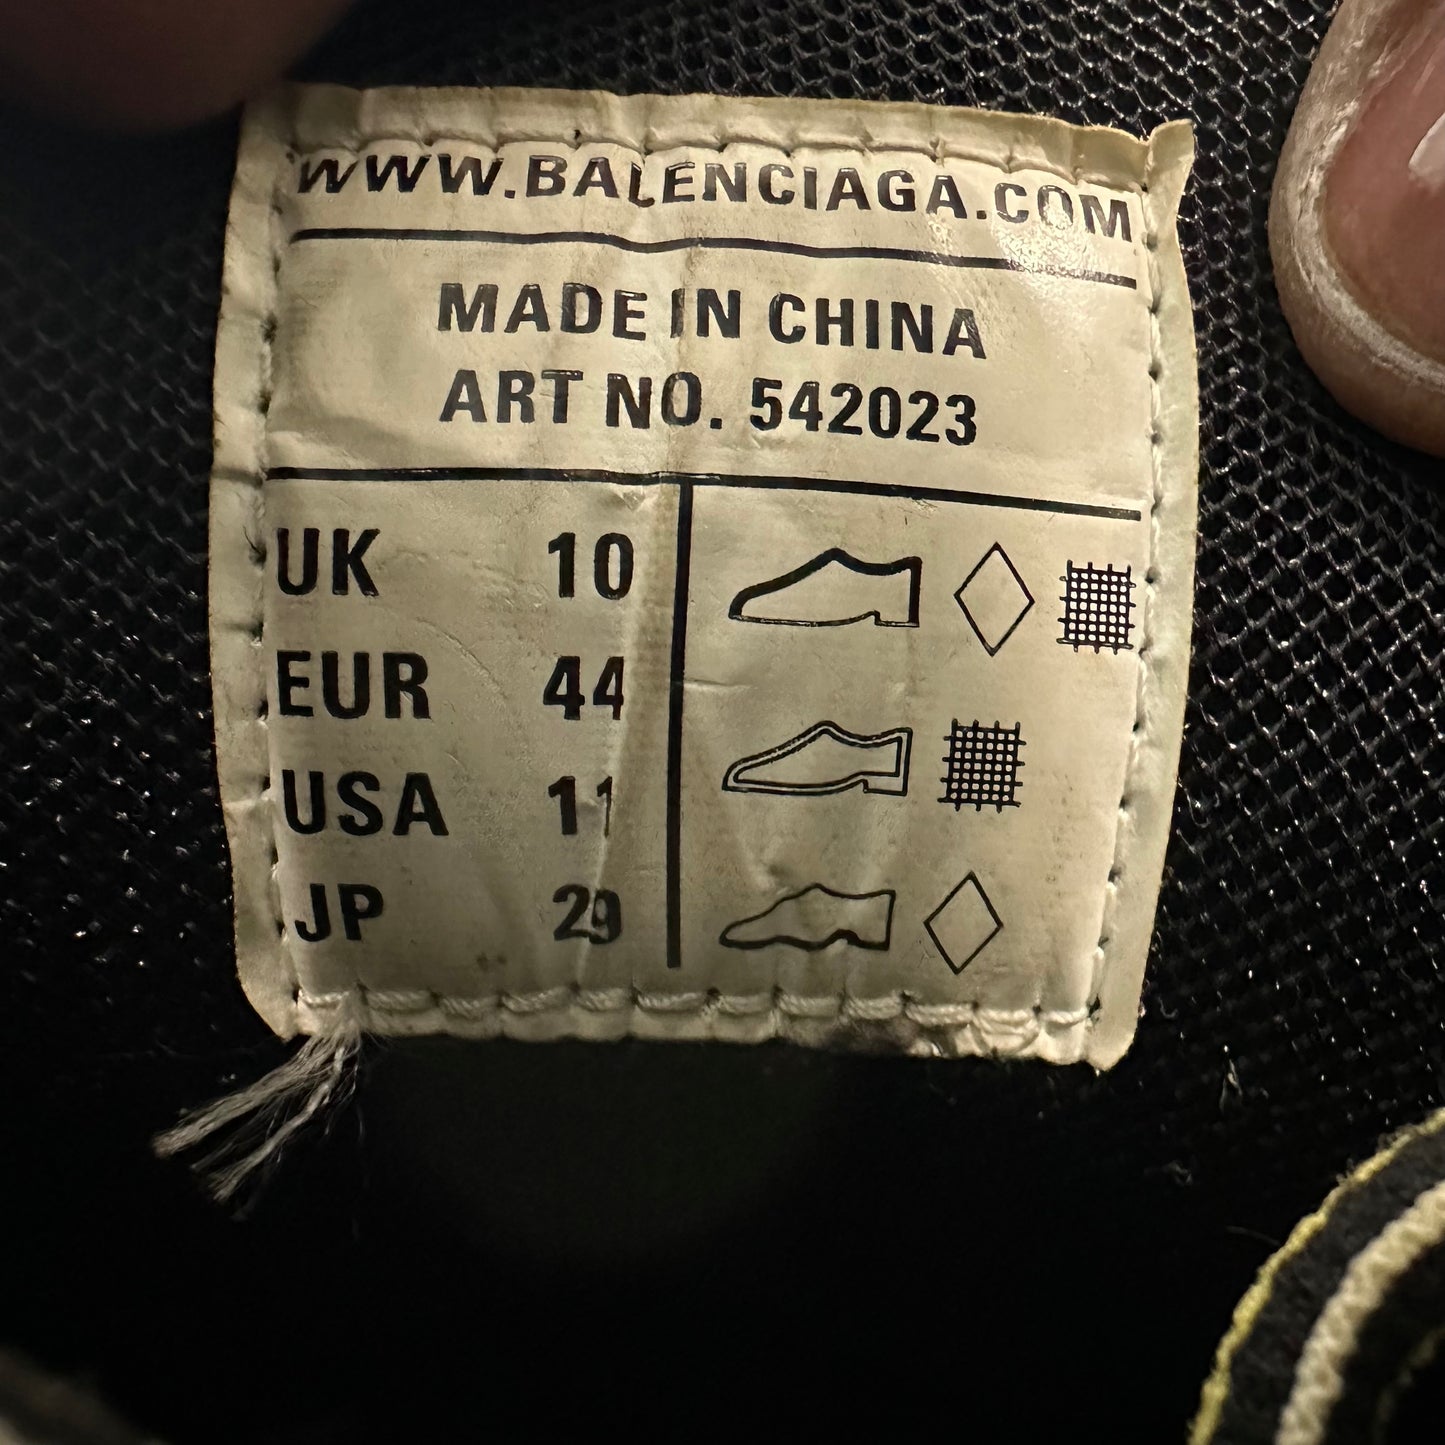 WWW.BALENCIAGA.COM
MADE IN CHINA
ART NO. 542023
UK 10
EUR 44
USA 11
JP 29